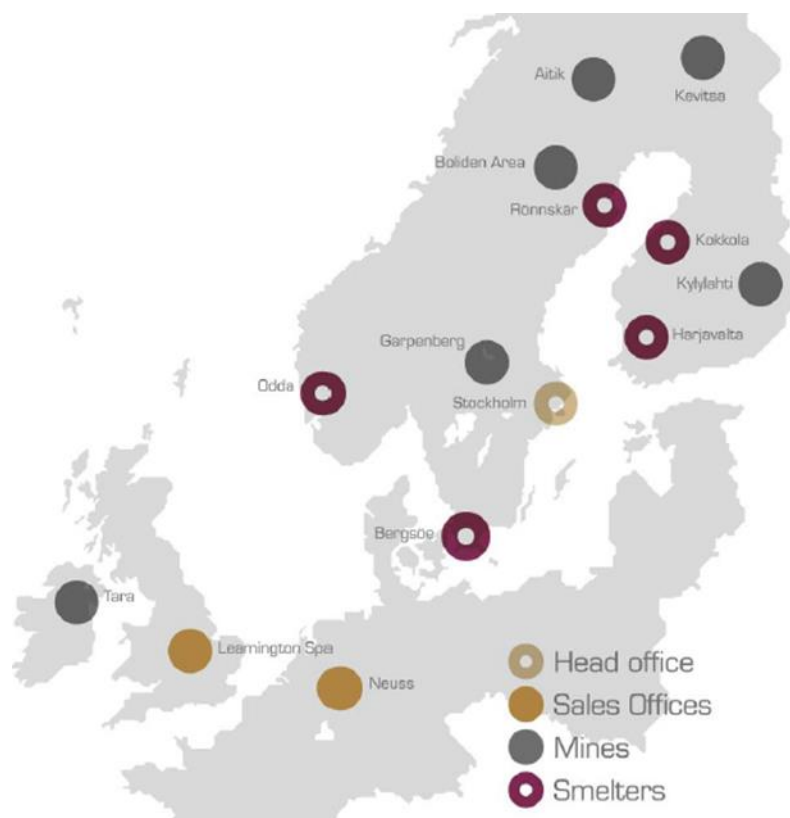 Aitik
Kevitsa
Boliden Area
Rönnskär
Kokkola
Kylylahti
Harjavalta
Garpenberg
Odda
Stockholm
Bergsöe
Tara
Leamington Spa
Neuss
Head office
Sales Offices
Mines
Smelters